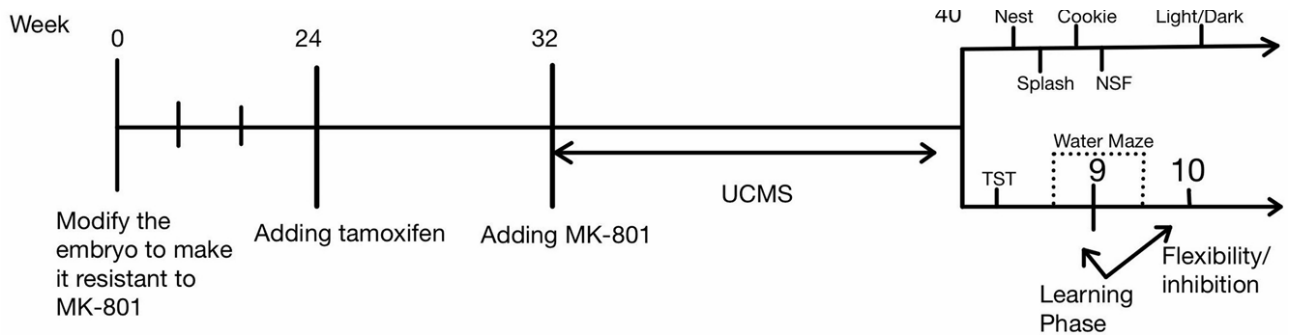 Week
0
24
32
40
Nest
Cookie
Light/Dark
Splash
NSF
Water Maze
TST
9
10
UCMS
Modify the
embryo to make
it resistant to
MK-801
Adding tamoxifen
Adding MK-801
Learning
Phase
Flexibility/
inhibition